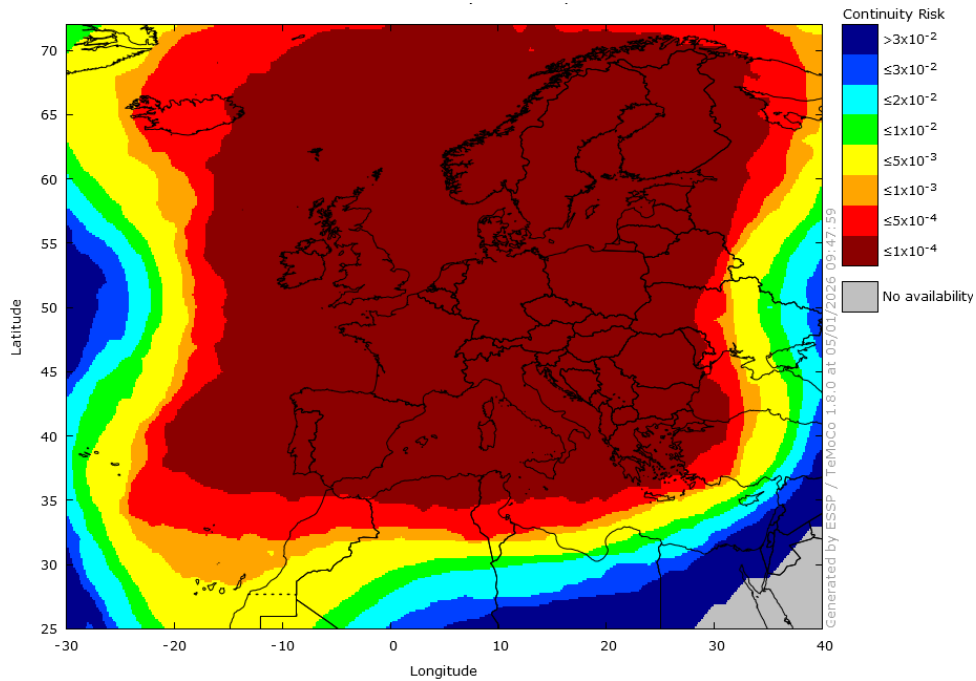 Continuity Risk
>3x10-2
≤3x10-2
≤2x10-2
≤1x10-2
≤5x10-3
≤1x10-3
≤5x10-4
≤1x10-4
No availability
70
65
60
55
50
45
40
35
30
25
Latitude
-30
-20
-10
0
10
20
30
40
Longitude
Generated by ESSP / TeMoCo 1.8.0 at 05/01/2026 09:47:59